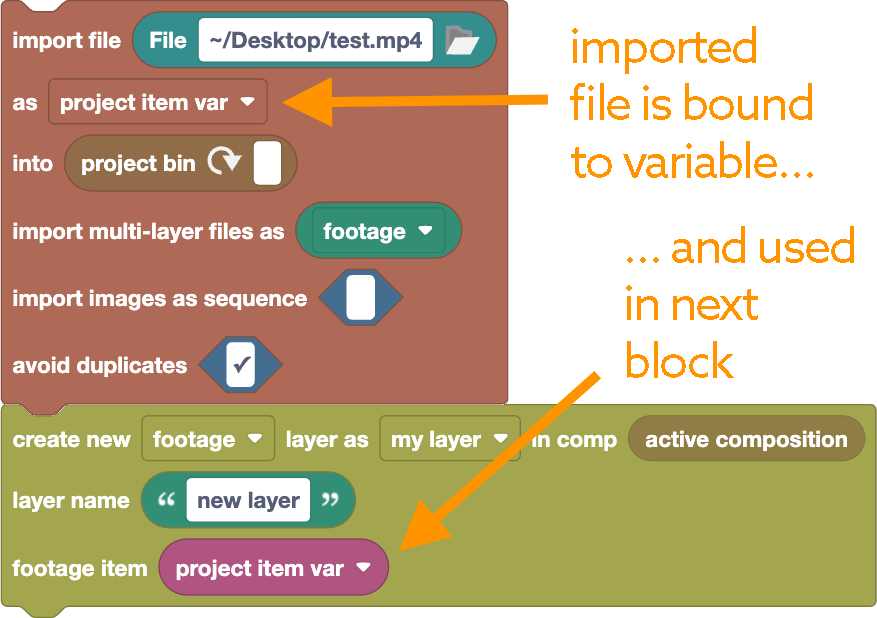 import file File ~/Desktop/test.mp4
as project item var
into project bin
import multi-layer files as footage
import images as sequence
avoid duplicates ✓
create new footage layer as my layer in comp active composition
layer name “ new layer ”
footage item project item var
imported
file is bound
to variable...
... and used
in next
block